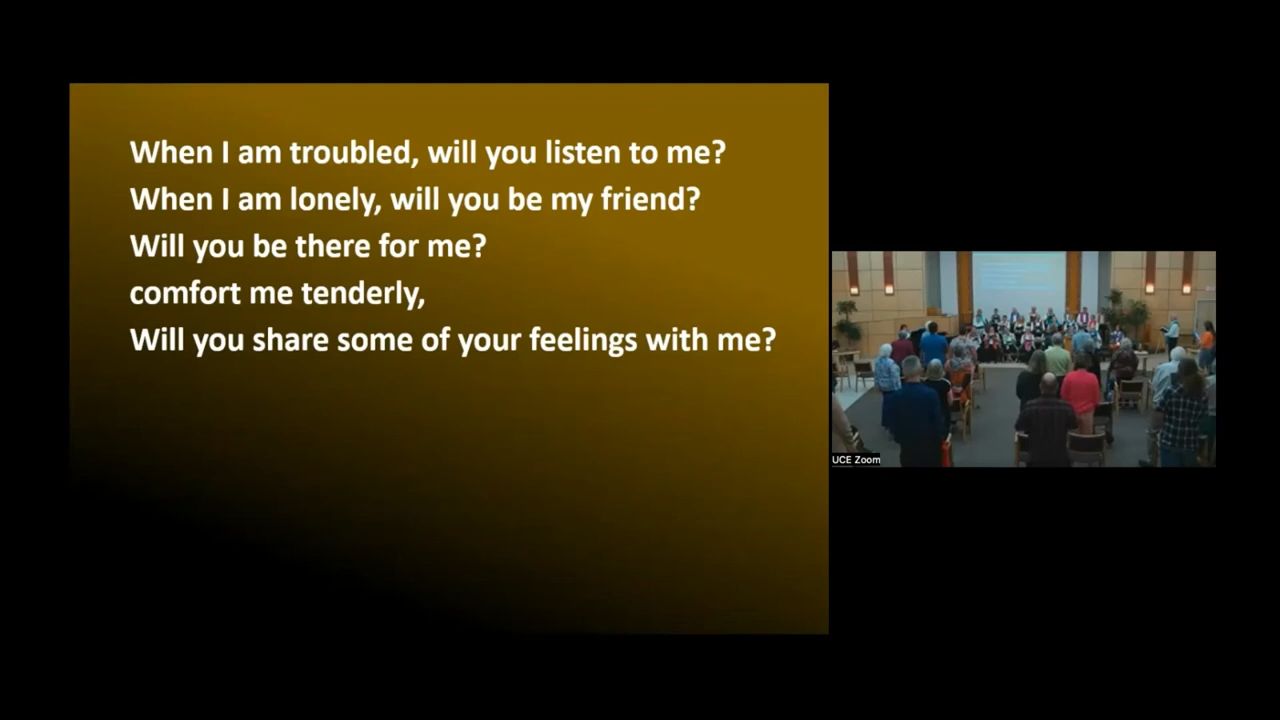 When I am troubled, will you listen to me?
When I am lonely, will you be my friend?
Will you be there for me?
comfort me tenderly,
Will you share some of your feelings with me?
UCE Zoom